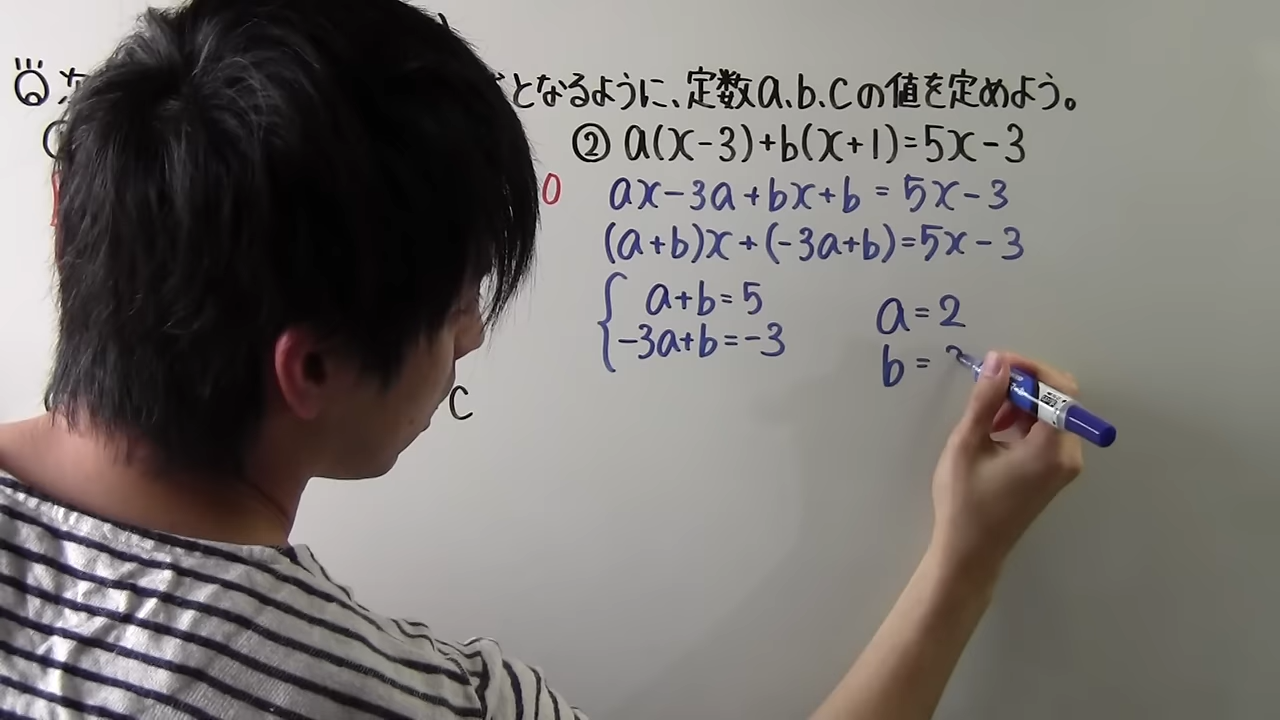 Q 次 となるように、定数a、b、cの値を定めよう。
② a(x-3)+b(x+1)=5x-3
0
ax-3a+bx+b=5x-3
(a+b)x+(-3a+b)=5x-3
a+b=5
-3a+b=-3
a=2
b=
c